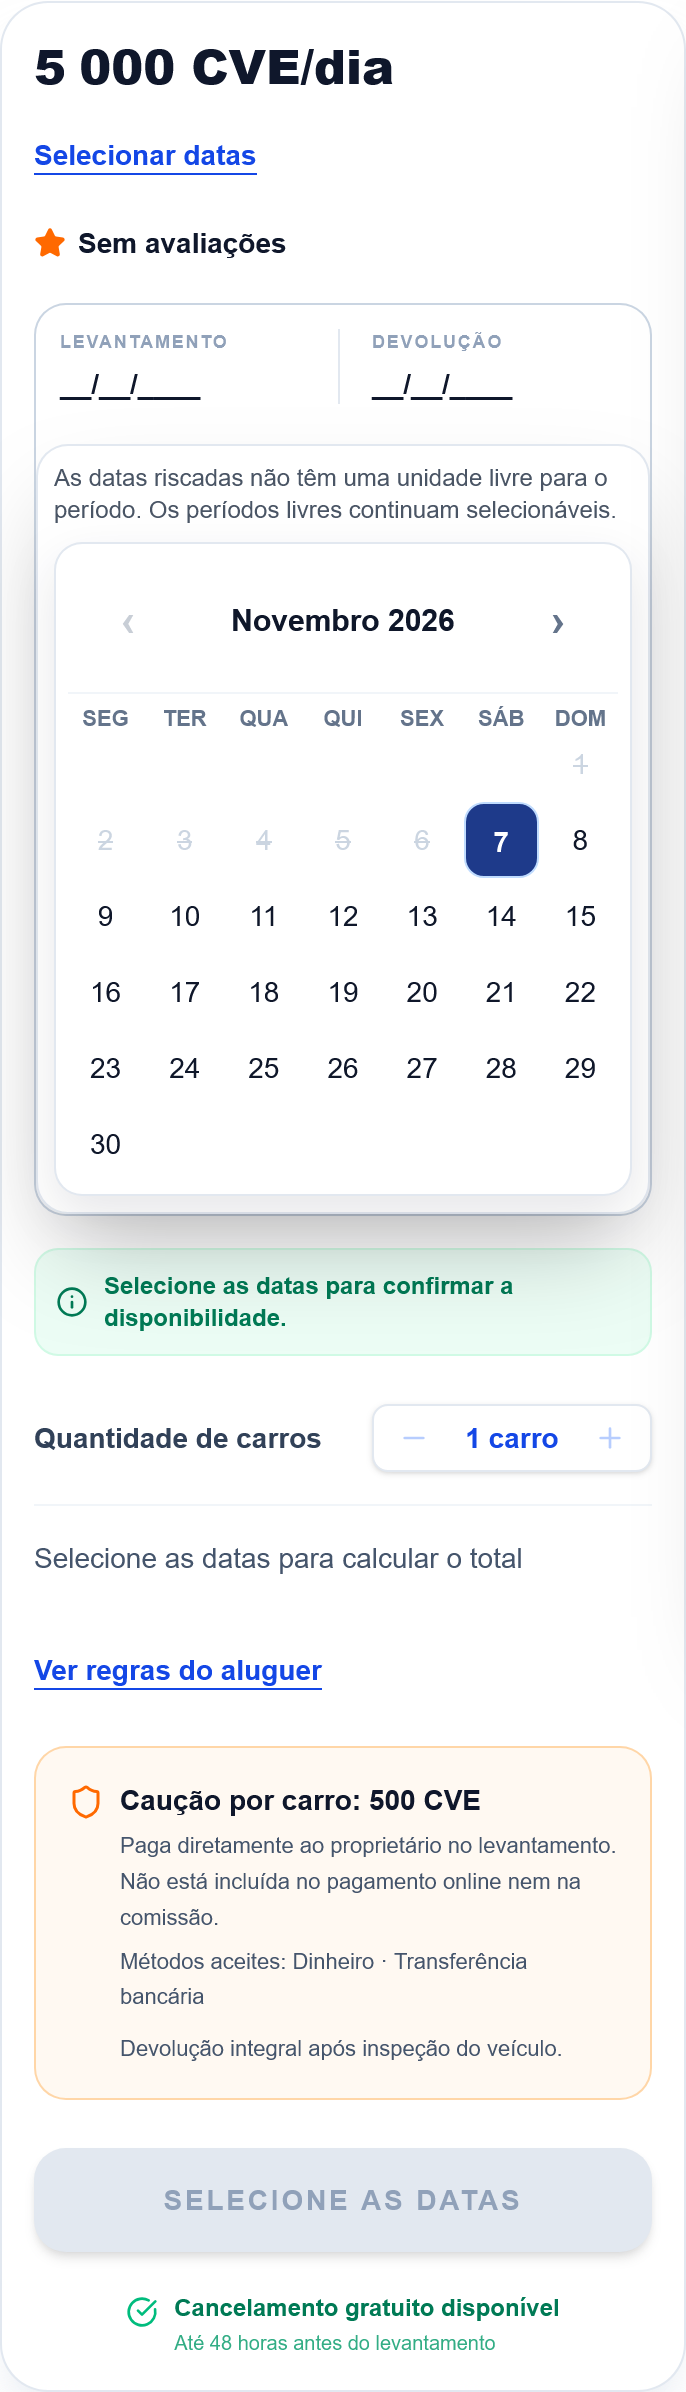 5 000 CVE/dia
Selecionar datas
Sem avaliações
LEVANTAMENTO DEVOLUÇÃO
__/__/____ __/__/____
As datas riscadas não têm uma unidade livre para o
período. Os períodos livres continuam selecionáveis.
‹ Novembro 2026 ›
SEG TER QUA QUI SEX SÁB DOM
1
2 3 4 5 6 7 8
9 10 11 12 13 14 15
16 17 18 19 20 21 22
23 24 25 26 27 28 29
30
Selecione as datas para confirmar a
disponibilidade.
Quantidade de carros − 1 carro +
Selecione as datas para calcular o total
Ver regras do aluguer
Caução por carro: 500 CVE
Paga diretamente ao proprietário no levantamento.
Não está incluída no pagamento online nem na
comissão.
Métodos aceites: Dinheiro · Transferência
bancária
Devolução integral após inspeção do veículo.
SELECIONE AS DATAS
Cancelamento gratuito disponível
Até 48 horas antes do levantamento